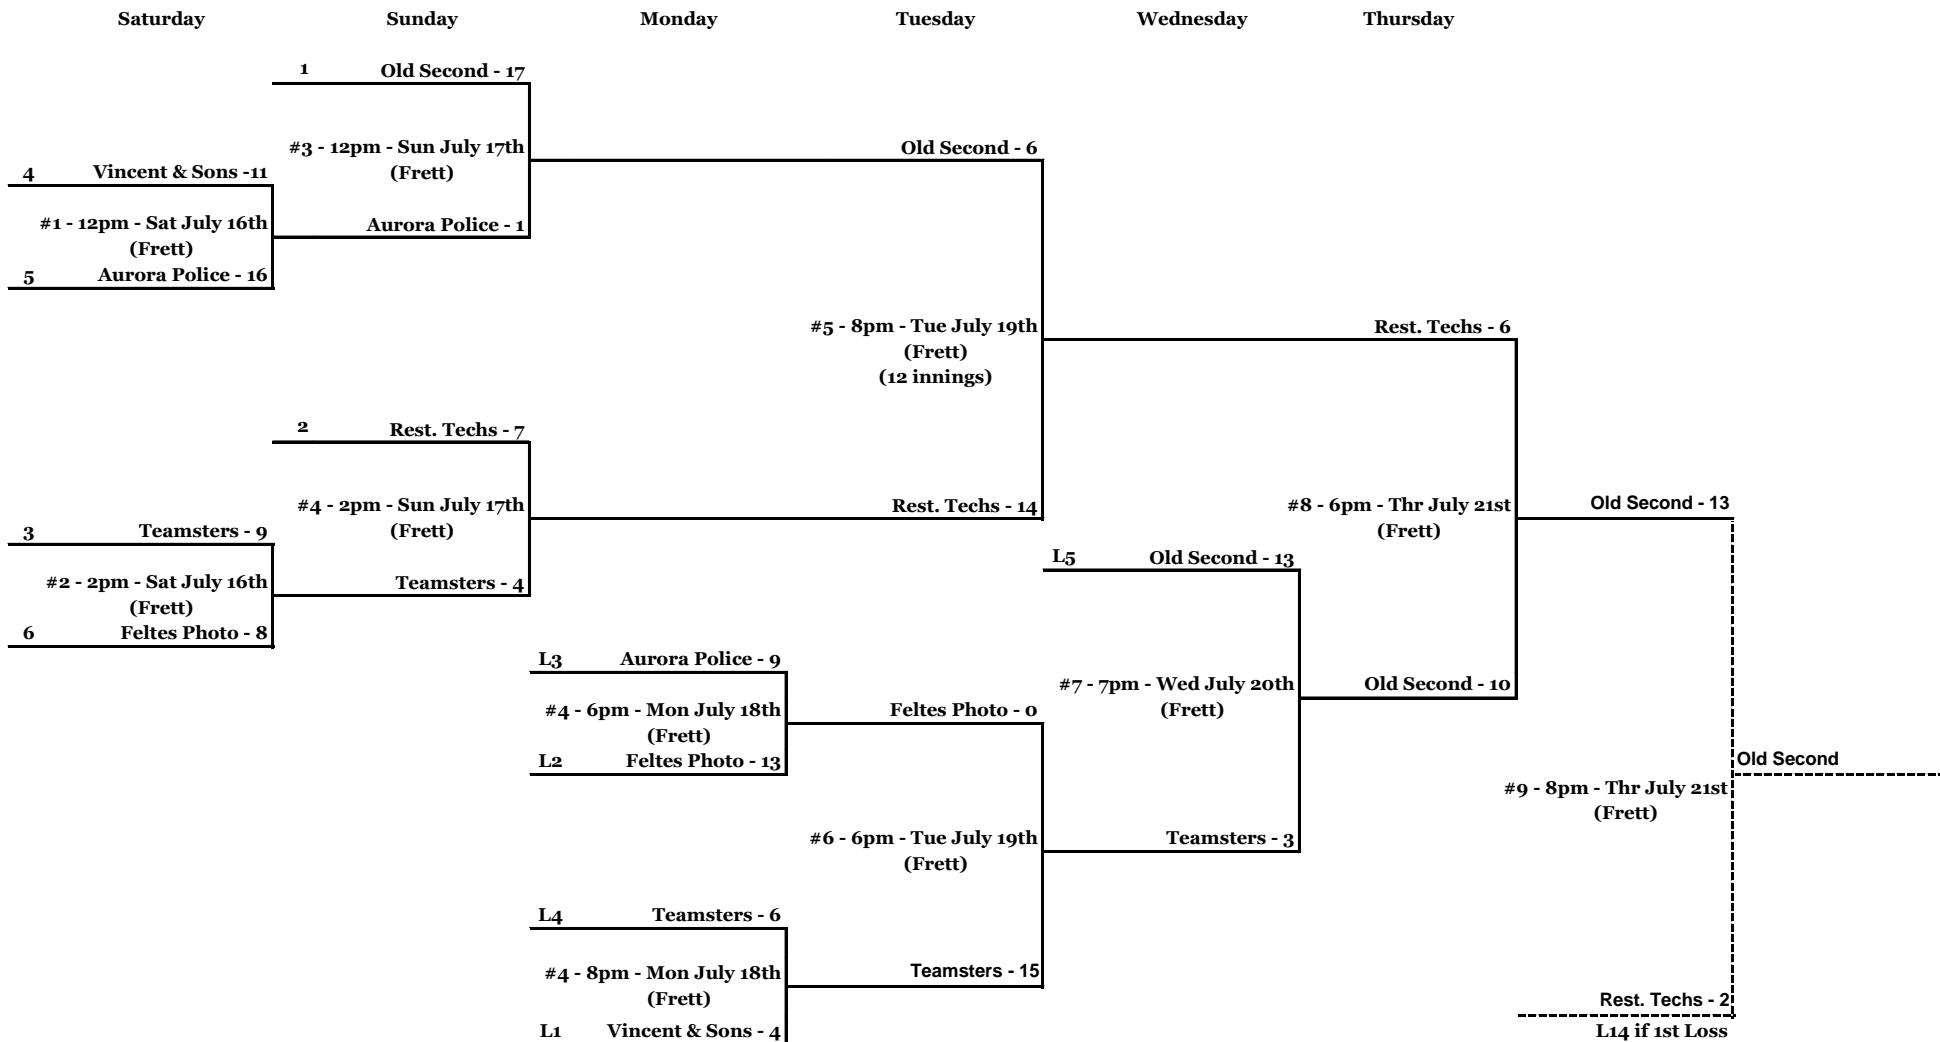 Saturday Sunday Monday Tuesday Wednesday Thursday
1 Old Second - 17
#3 - 12pm - Sun July 17th
(Frett)
Old Second - 6
4 Vincent & Sons -11
#1 - 12pm - Sat July 16th
(Frett)
Aurora Police - 1
5 Aurora Police - 16
#5 - 8pm - Tue July 19th
(Frett)
(12 innings)
Rest. Techs - 6
2 Rest. Techs - 7
#4 - 2pm - Sun July 17th
(Frett)
Rest. Techs - 14
#8 - 6pm - Thr July 21st
(Frett)
Old Second - 13
3 Teamsters - 9
#2 - 2pm - Sat July 16th
(Frett)
Teamsters - 4
L5 Old Second - 13
6 Feltes Photo - 8
L3 Aurora Police - 9
#4 - 6pm - Mon July 18th
(Frett)
L2 Feltes Photo - 13
Feltes Photo - 0
#7 - 7pm - Wed July 20th
(Frett)
Old Second - 10
Old Second
#9 - 8pm - Thr July 21st
(Frett)
#6 - 6pm - Tue July 19th
(Frett)
Teamsters - 3
L4 Teamsters - 6
#4 - 8pm - Mon July 18th
(Frett)
Teamsters - 15
L1 Vincent & Sons - 4
Rest. Techs - 2
L14 if 1st Loss